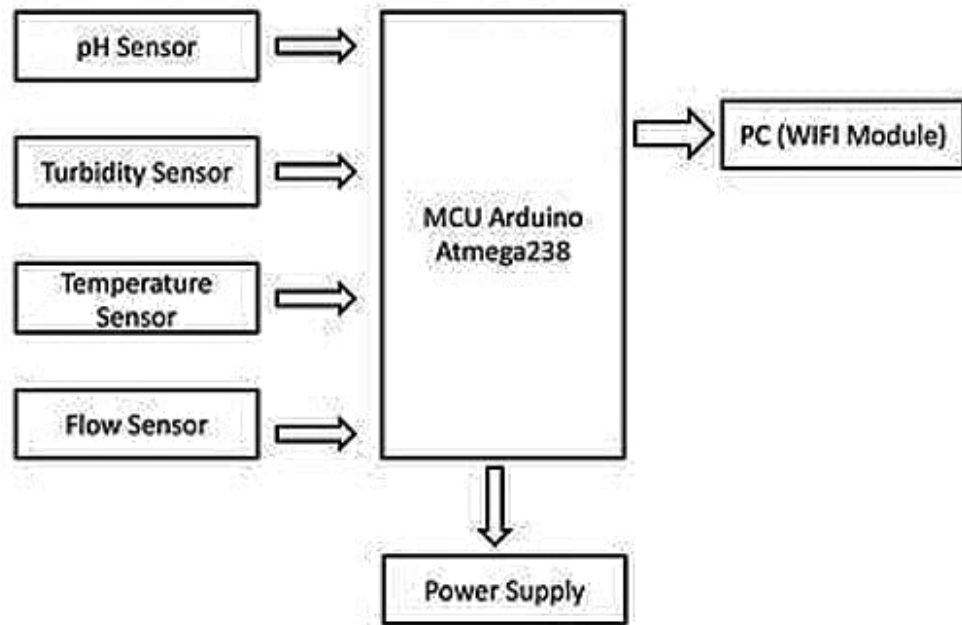 pH Sensor
Turbidity Sensor
Temperature
Sensor
Flow Sensor
MCU Arduino
Atmega238
PC (WIFI Module)
Power Supply